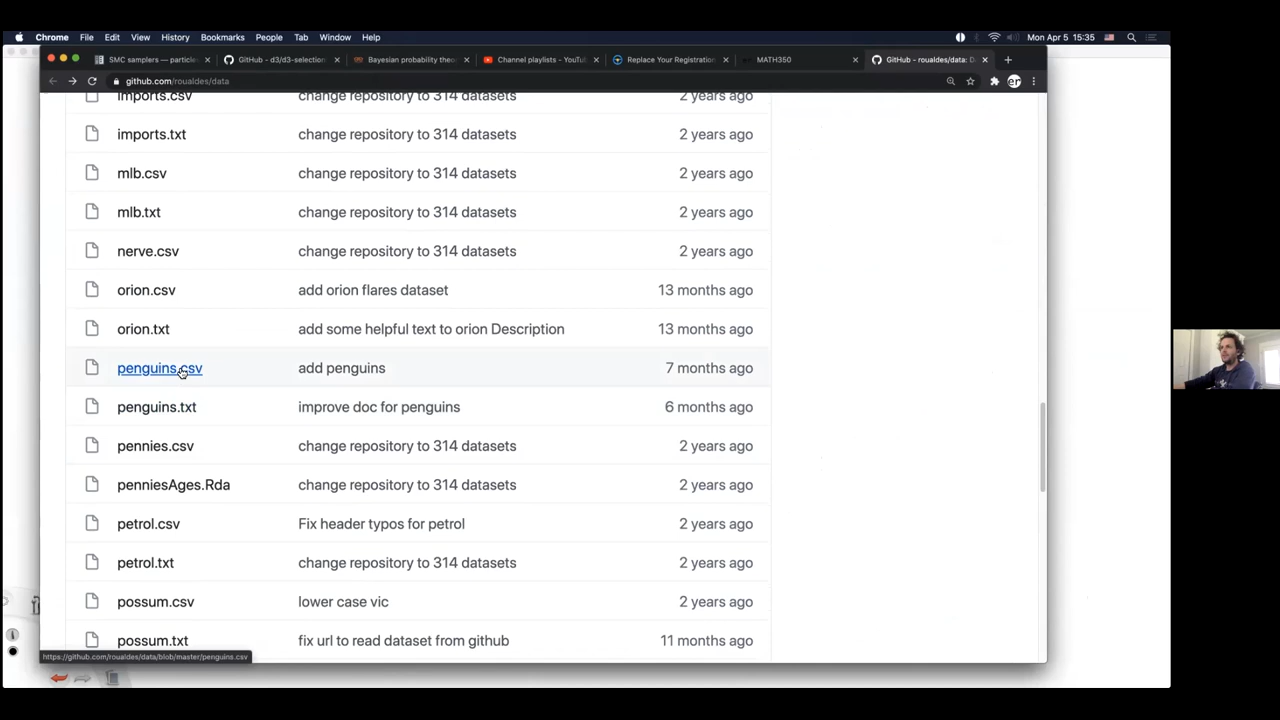 Chrome File Edit View History Bookmarks People Tab Window Help Mon Apr 5 15:35
SMC samplers — particles GitHub - d3/d3-selection Bayesian probability theo Channel playlists - YouTu Replace Your Registration MATH350 GitHub - roualdes/data: D
github.com/roualdes/data er
imports.csv change repository to 314 datasets 2 years ago
imports.txt change repository to 314 datasets 2 years ago
mlb.csv change repository to 314 datasets 2 years ago
mlb.txt change repository to 314 datasets 2 years ago
nerve.csv change repository to 314 datasets 2 years ago
orion.csv add orion flares dataset 13 months ago
orion.txt add some helpful text to orion Description 13 months ago
penguins.csv add penguins 7 months ago
penguins.txt improve doc for penguins 6 months ago
pennies.csv change repository to 314 datasets 2 years ago
penniesAges.Rda change repository to 314 datasets 2 years ago
petrol.csv Fix header typos for petrol 2 years ago
petrol.txt change repository to 314 datasets 2 years ago
possum.csv lower case vic 2 years ago
possum.txt fix url to read dataset from github 11 months ago
https://github.com/roualdes/data/blob/master/penguins.csv